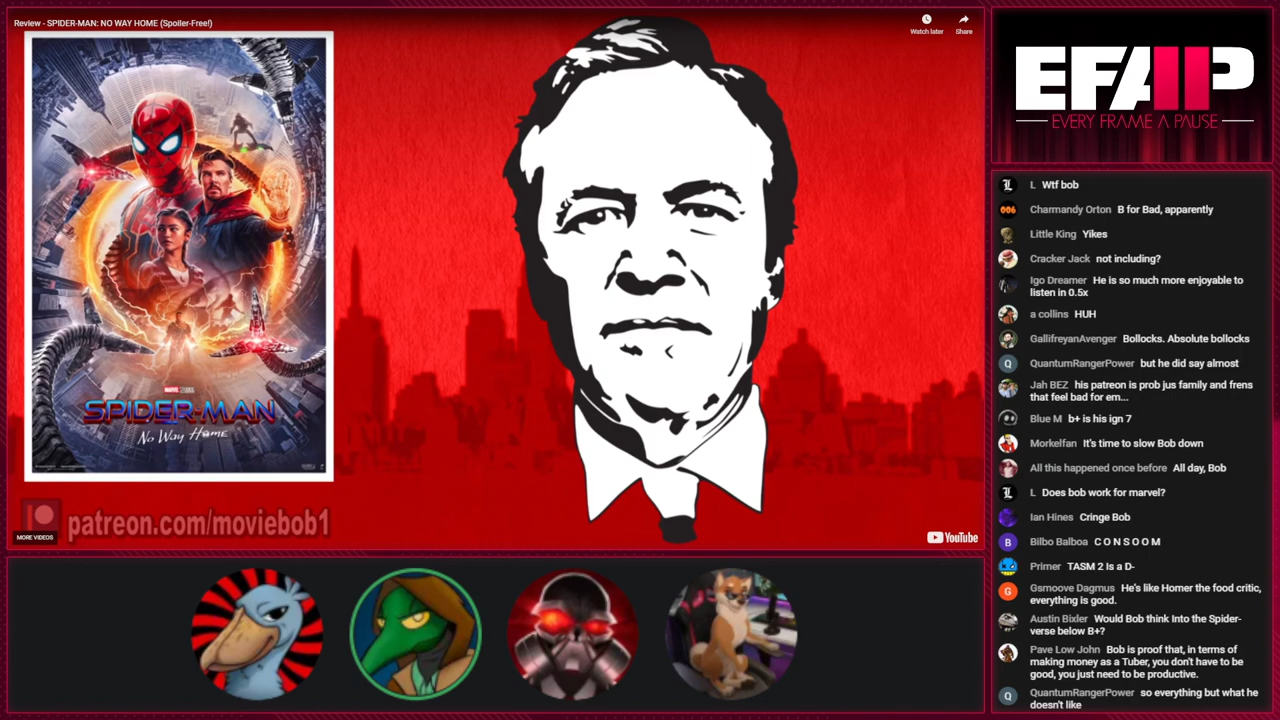 Review - SPIDER-MAN: NO WAY HOME (Spoiler-Free!)
Watch later
Share
MARVEL STUDIOS
SPIDER-MAN
No Way Home
patreon.com/moviebob1
MORE VIDEOS
YouTube
EFAP
EVERY FRAME A PAUSE
L Wtf bob
Charmandy Orton B for Bad, apparently
Little King Yikes
Cracker Jack not including?
Igo Dreamer He is so much more enjoyable to
listen in 0.5x
a collins HUH
GallifreyanAvenger Bollocks. Absolute bollocks
Q QuantumRangerPower but he did say almost
Jah BEZ his patreon is prob jus family and frens
that feel bad for em...
Blue M b+ is his ign 7
Morkelfan It's time to slow Bob down
All this happened once before All day, Bob
L Does bob work for marvel?
Ian Hines Cringe Bob
B Bilbo Balboa C O N S O O M
Primer TASM 2 Is a D-
G Gsmoove Dagmus He's like Homer the food critic,
everything is good.
Austin Bixler Would Bob think Into the Spider-
verse below B+?
Pave Low John Bob is proof that, in terms of
making money as a Tuber, you don't have to be
good, you just need to be productive.
Q QuantumRangerPower so everything but what he
doesn't like